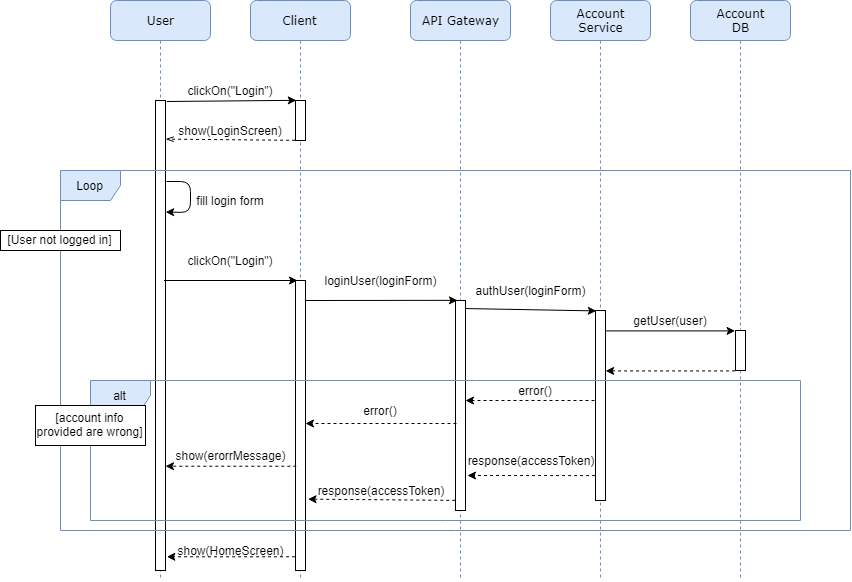 User
Client
API Gateway
Account
Service
Account
DB
clickOn("Login")
show(LoginScreen)
Loop
fill login form
[User not logged in]
clickOn("Login")
loginUser(loginForm)
authUser(loginForm)
getUser(user)
alt
error()
error()
[account info
provided are wrong]
show(erorrMessage)
response(accessToken)
response(accessToken)
show(HomeScreen)